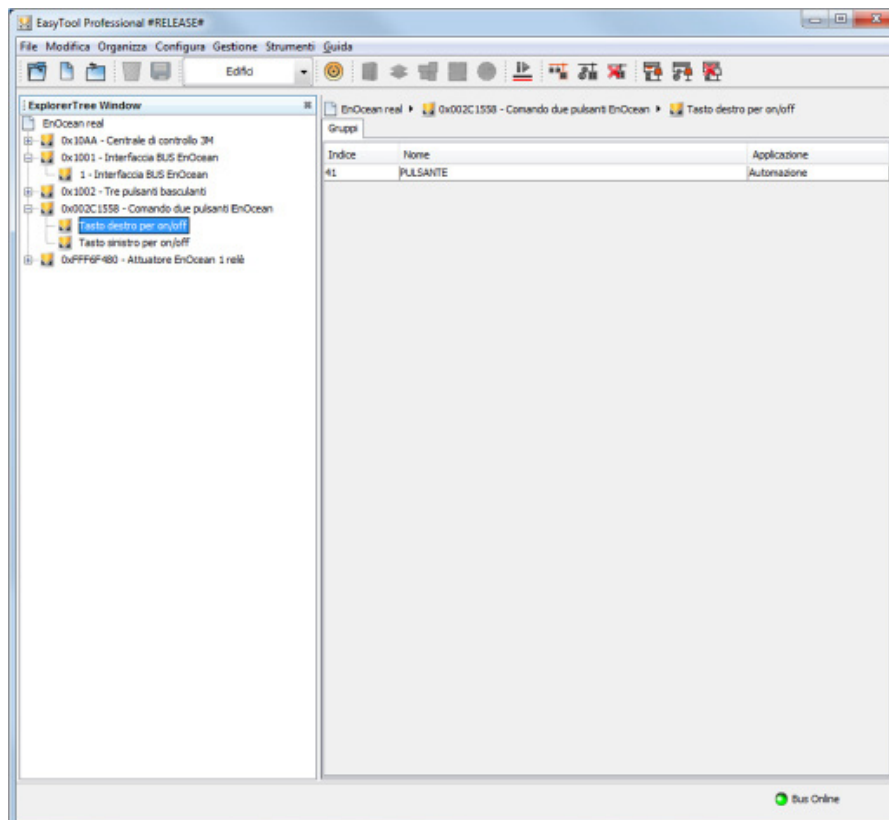 EasyTool Professional #RELEASE#
File Modifica Organizza Configura Gestione Strumenti Guida
Edifici
ExplorerTree Window
EnOcean real
0x10AA - Centrale di controllo 3M
0x1001 - Interfaccia BUS EnOcean
1 - Interfaccia BUS EnOcean
0x1002 - Tre pulsanti basculanti
0x002C1558 - Comando due pulsanti EnOcean
Tasto destro per on/off
Tasto sinistro per on/off
0xFFF6F480 - Attuatore EnOcean 1 relè
EnOcean real 0x002C1558 - Comando due pulsanti EnOcean Tasto destro per on/off
Gruppi
Indice Nome Applicazione
41 PULSANTE Automazione
Bus Online